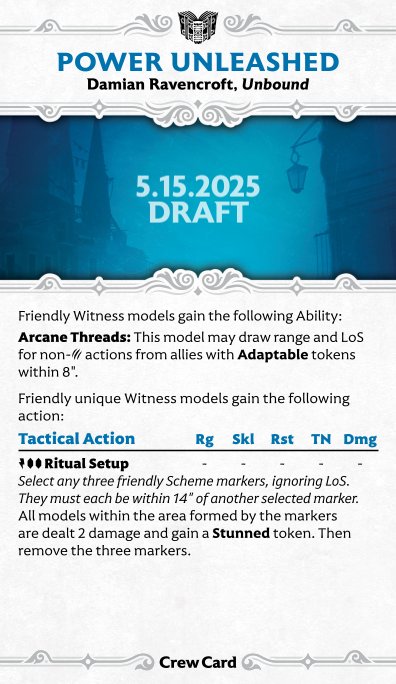 POWER UNLEASHED
Damian Ravencroft, Unbound
5.15.2025
DRAFT
Friendly Witness models gain the following Ability:
Arcane Threads: This model may draw range and LoS
for non- actions from allies with Adaptable tokens
within 8".
Friendly unique Witness models gain the following
action:
Tactical Action Rg Skl Rst TN Dmg
Ritual Setup - - - - -
Select any three friendly Scheme markers, ignoring LoS.
They must each be within 14" of another selected marker.
All models within the area formed by the markers
are dealt 2 damage and gain a Stunned token. Then
remove the three markers.
Crew Card